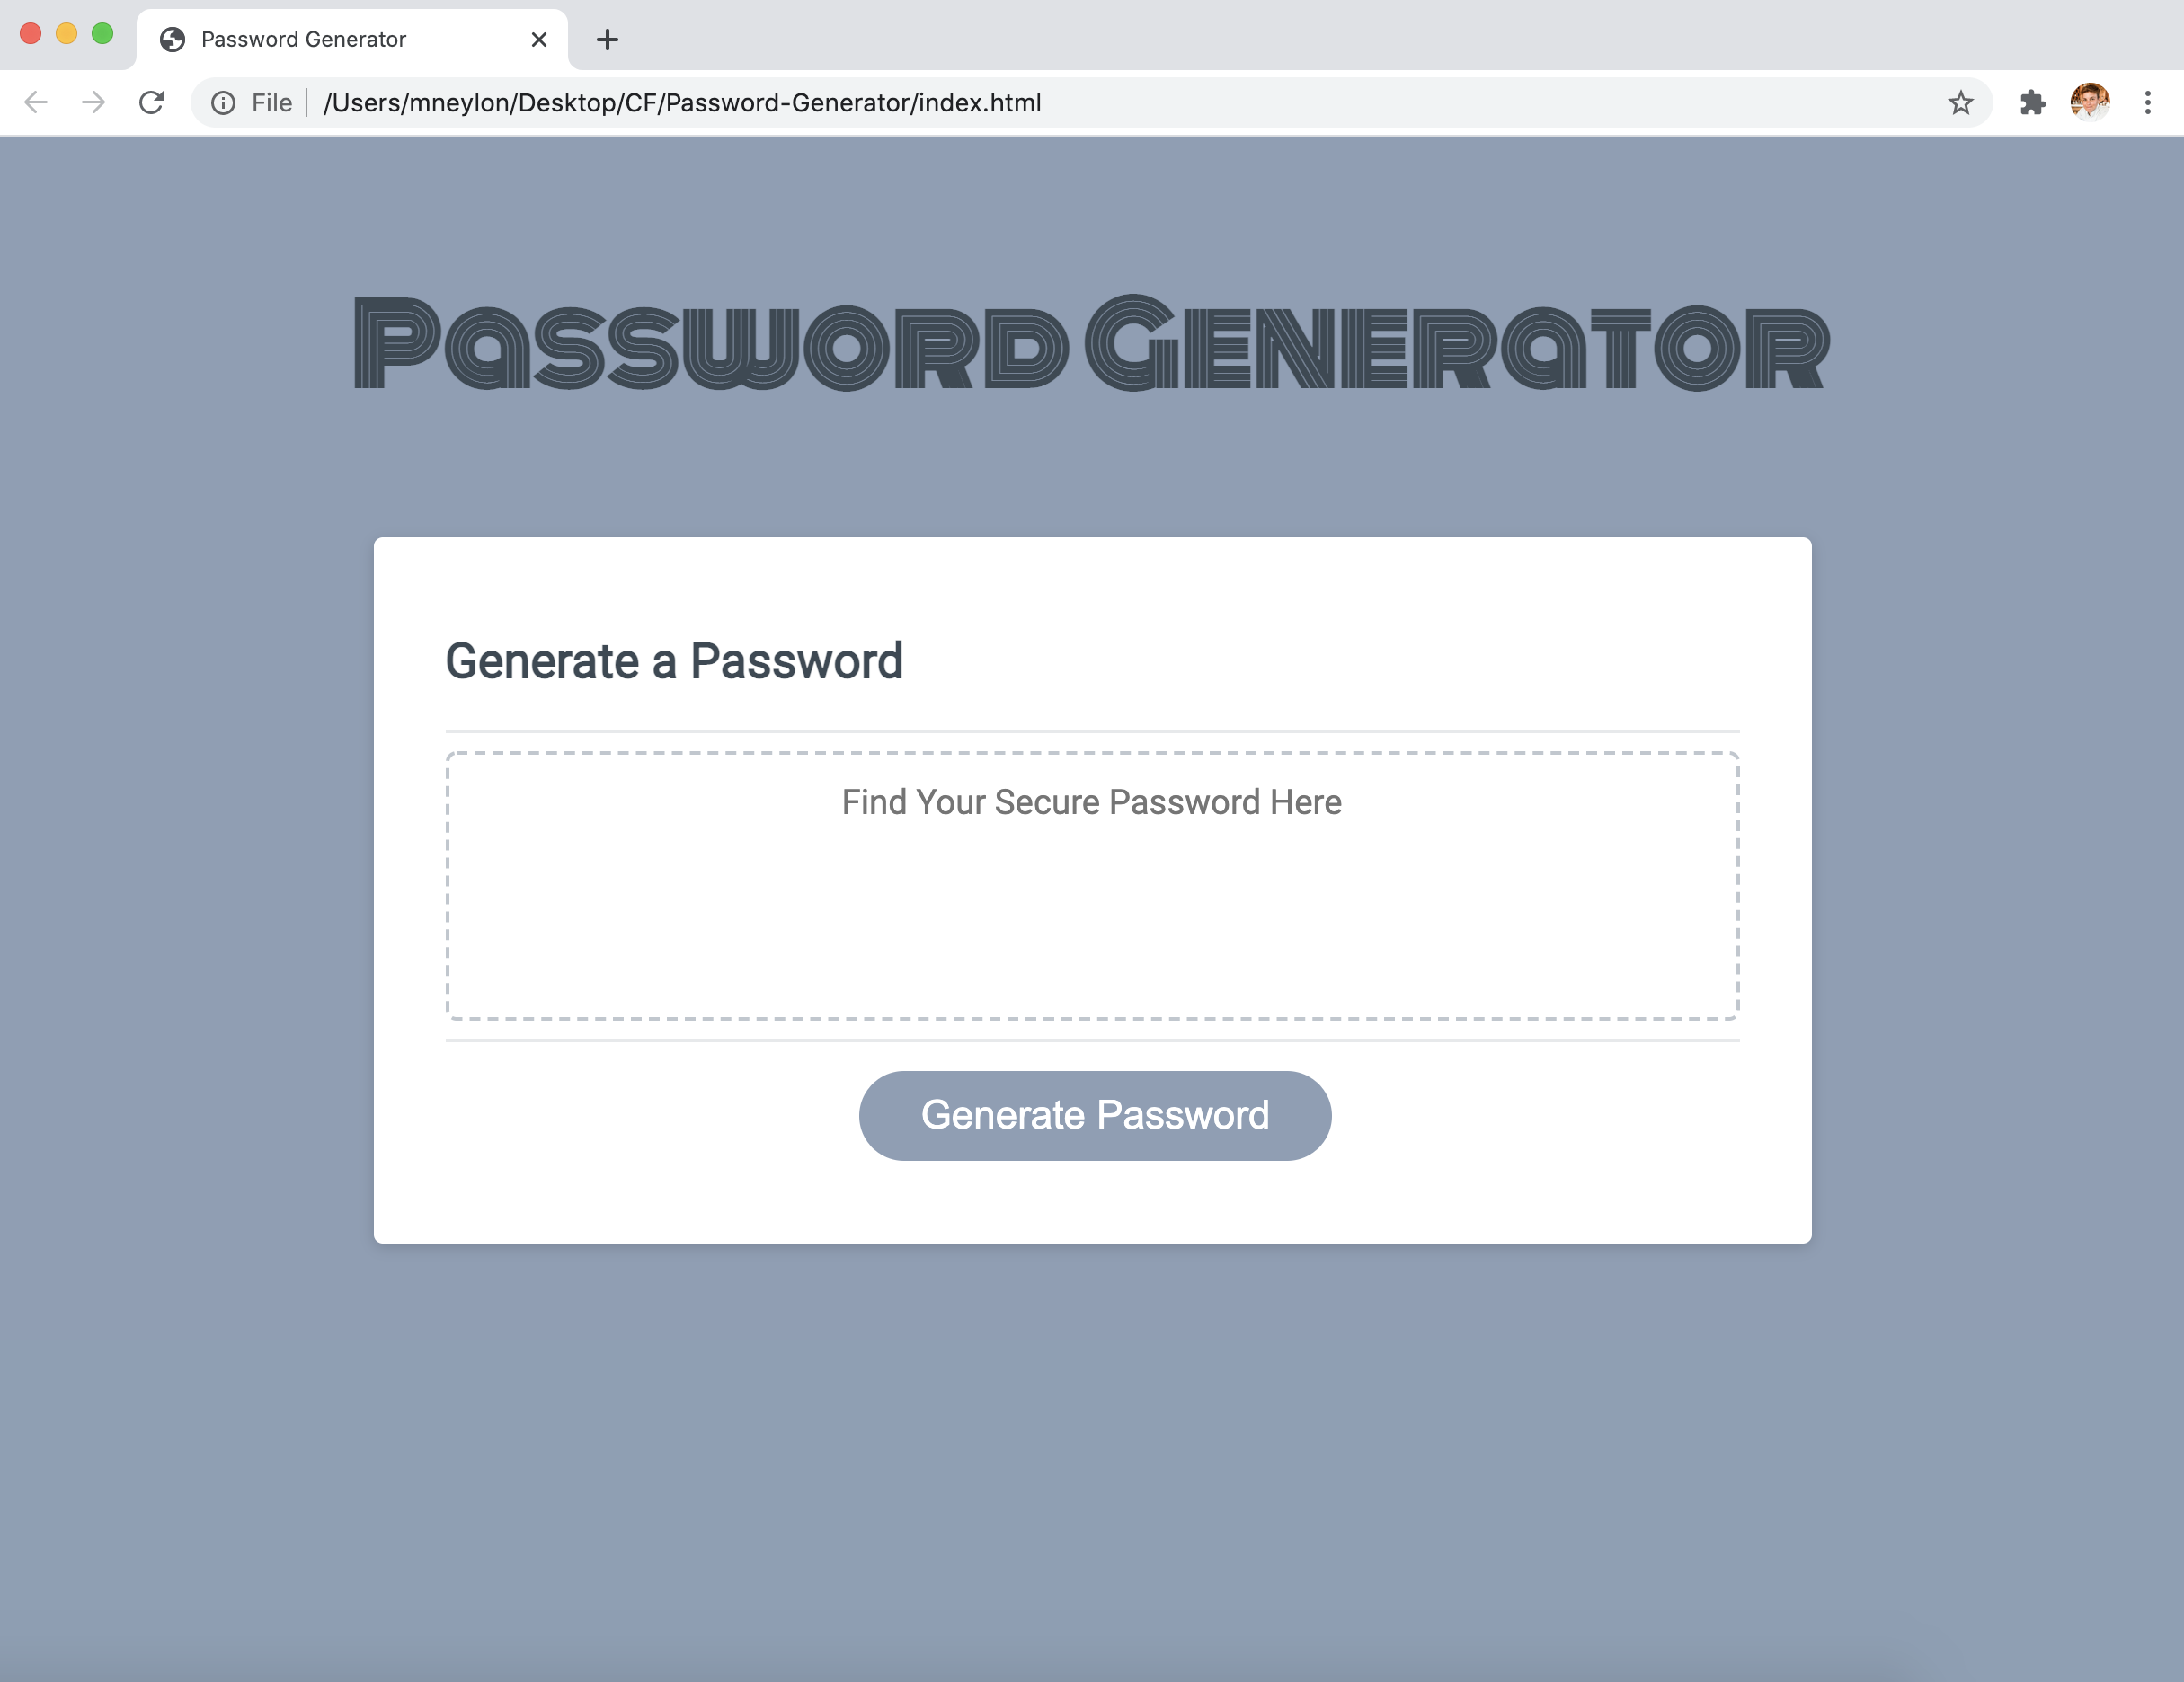 Password Generator
File /Users/mneylon/Desktop/CF/Password-Generator/index.html
Password Generator
Generate a Password
Find Your Secure Password Here
Generate Password